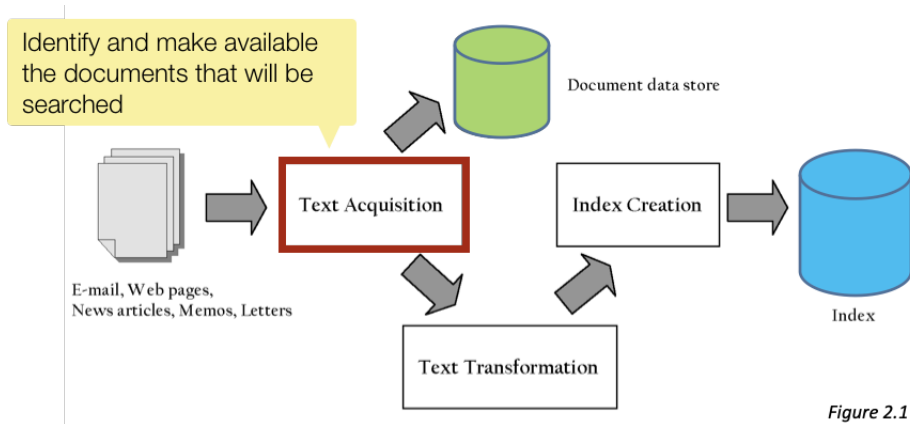 Identify and make available
the documents that will be
searched
Document data store
Text Acquisition
Index Creation
E-mail, Web pages,
News articles, Memos, Letters
Index
Text Transformation
Figure 2.1